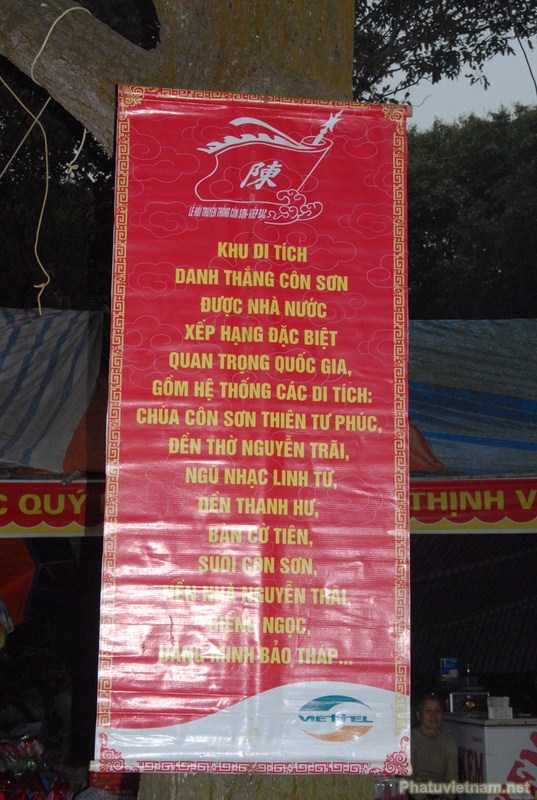 陳
LỄ HỘI TRUYỀN THỐNG CÔN SƠN- KIẾP BẠC
KHU DI TÍCH
DANH THẮNG CÔN SƠN
ĐƯỢC NHÀ NƯỚC
XẾP HẠNG ĐẶC BIỆT
QUAN TRỌNG QUỐC GIA,
GỒM HỆ THỐNG CÁC DI TÍCH:
CHÙA CÔN SƠN THIÊN TƯ PHÚC,
ĐỀN THỜ NGUYỄN TRÃI,
NGŨ NHẠC LINH TỪ,
ĐỀN THANH HƯ,
BÀN CỜ TIÊN,
SUỐI CÔN SƠN,
NỀN NHÀ NGUYỄN TRÃI,
GIẾNG NGỌC,
ĐĂNG MINH BẢO THÁP...
VIETTEL
C QUÝ
THỊNH V
KEM
Phatuvietnam.net